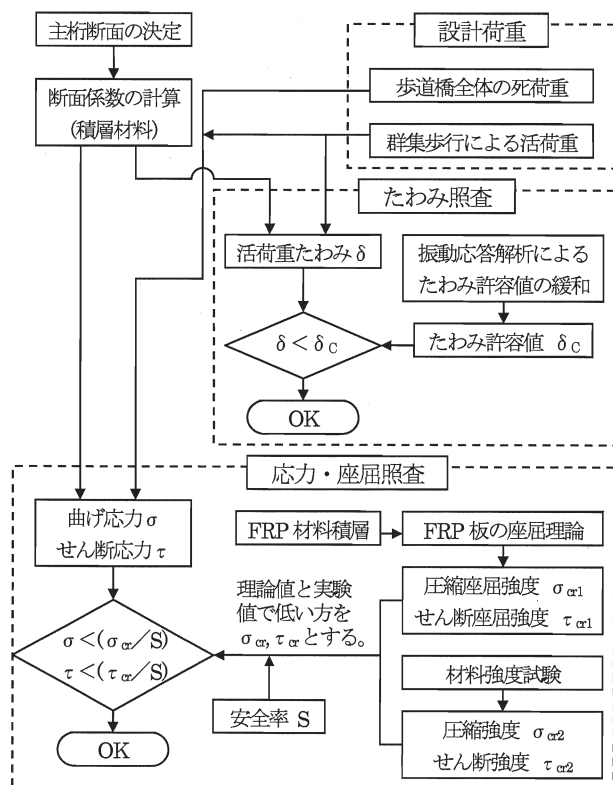 主桁断面の決定
断面係数の計算
(積層材料)
設計荷重
歩道橋全体の死荷重
群集歩行による活荷重
たわみ照査
活荷重たわみ δ
振動応答解析による
たわみ許容値の緩和
δ < δC
たわみ許容値 δC
OK
応力・座屈照査
曲げ応力 σ
せん断応力 τ
FRP 材料積層
FRP 板の座屈理論
理論値と実験
値で低い方を
σcr, τcr とする。
圧縮座屈強度 σcr1
せん断座屈強度 τcr1
σ <(σcr／S)
τ <(τcr／S)
安全率 S
材料強度試験
圧縮強度 σcr2
せん断強度 τcr2
OK